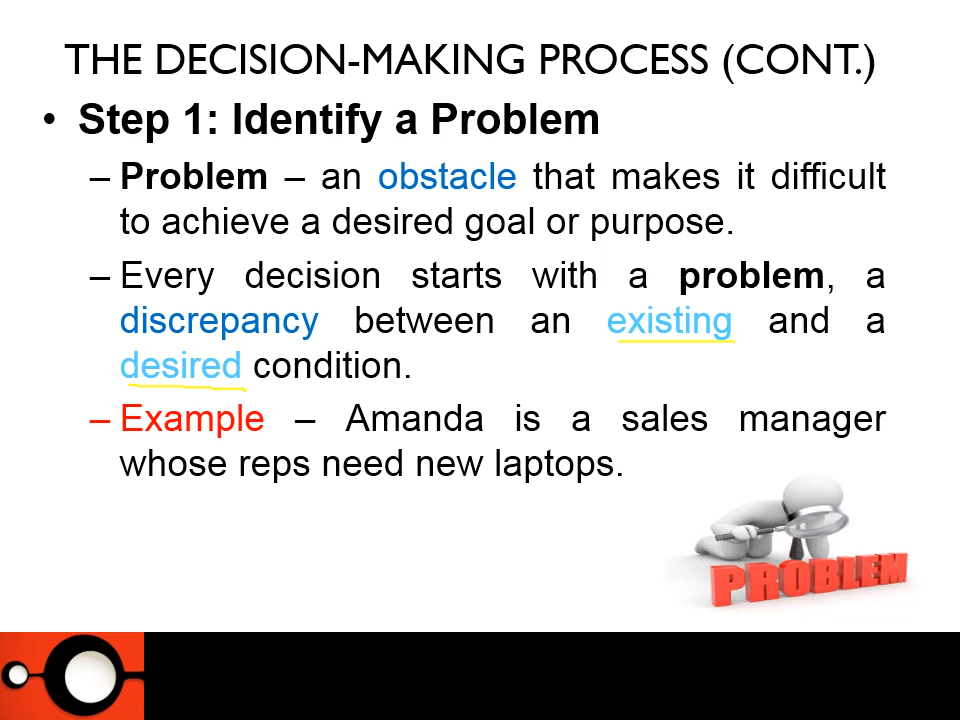 THE DECISION-MAKING PROCESS (CONT.)
• Step 1: Identify a Problem
– Problem – an obstacle that makes it difficult
to achieve a desired goal or purpose.
– Every decision starts with a problem, a
discrepancy between an existing and a
desired condition.
– Example – Amanda is a sales manager
whose reps need new laptops.
PROBLEM